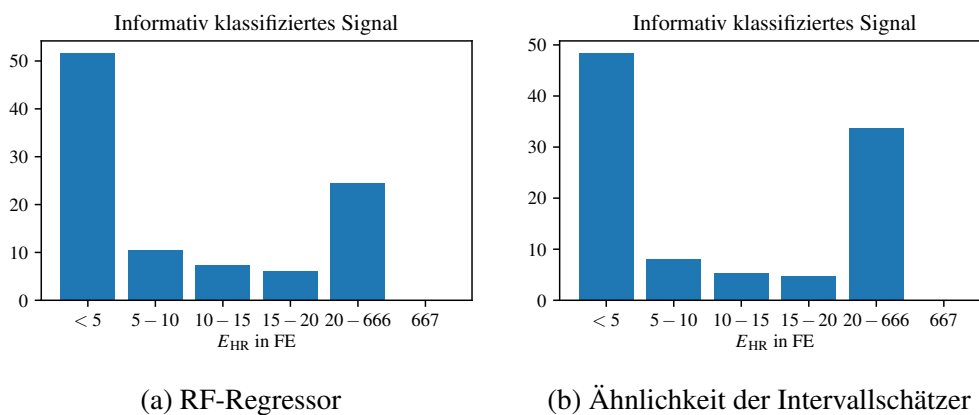 Informativ klassifiziertes Signal
50
40
30
20
10
0
< 5
5 − 10
10 − 15
15 − 20
20 − 666
667
E_HR in FE
(a) RF-Regressor
Informativ klassifiziertes Signal
50
40
30
20
10
0
< 5
5 − 10
10 − 15
15 − 20
20 − 666
667
E_HR in FE
(b) Ähnlichkeit der Intervallschätzer